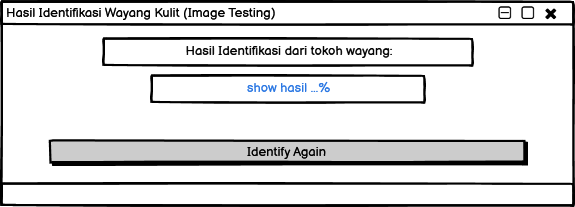 Hasil Identifikasi Wayang Kulit (Image Testing)
Hasil Identifikasi dari tokoh wayang:
show hasil ...%
Identify Again